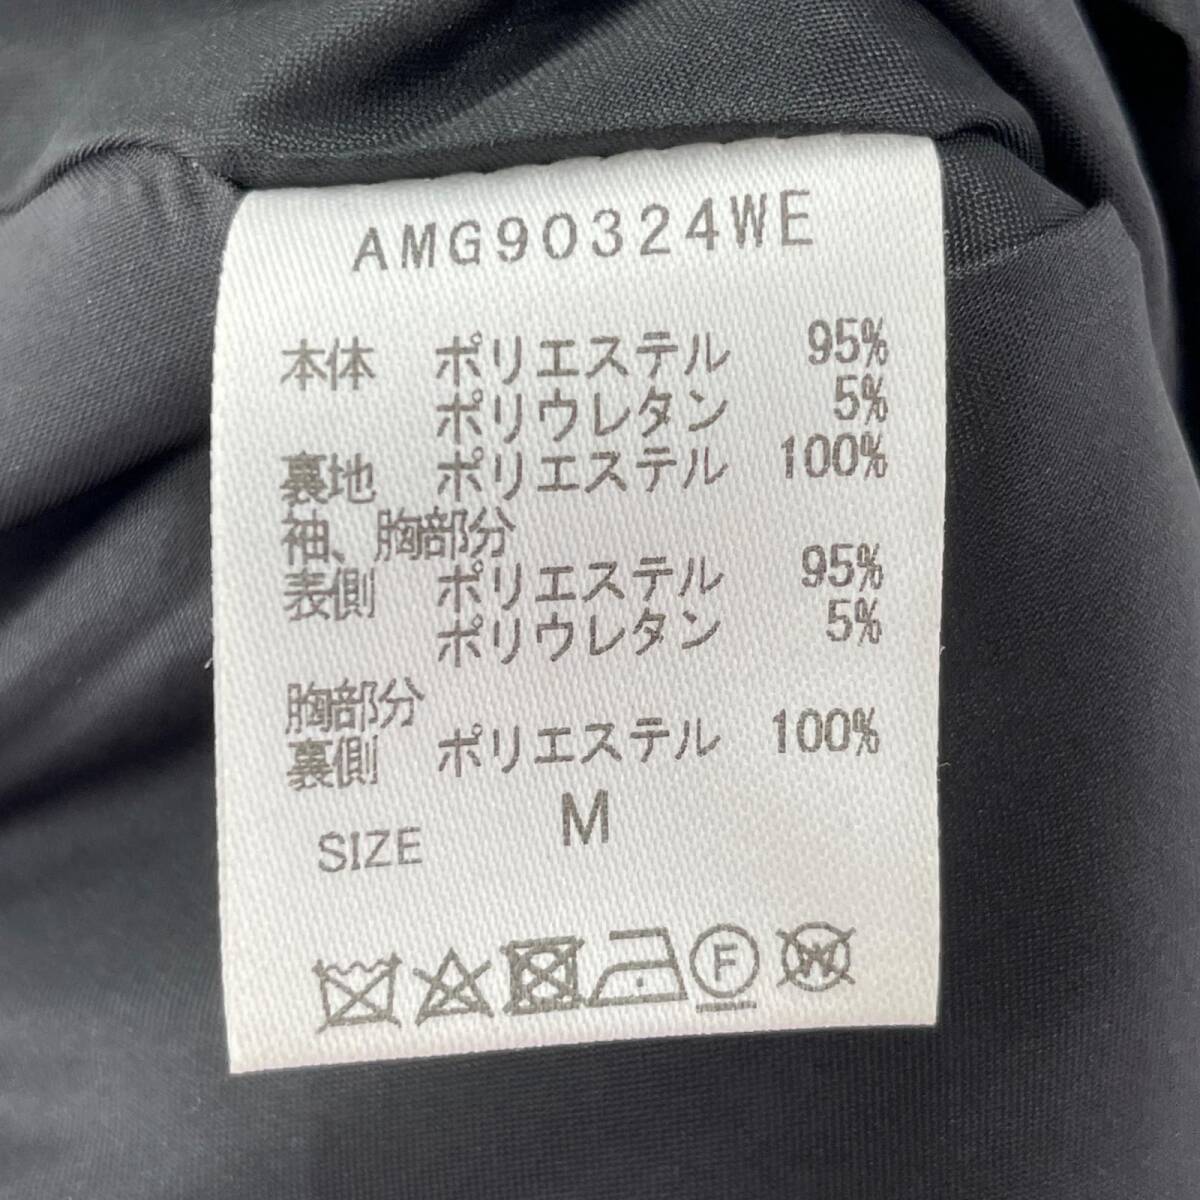 AMG90324WE
本体 ポリエステル 95%
ポリウレタン 5%
裏地 ポリエステル 100%
袖、胸部分
表側 ポリエステル 95%
ポリウレタン 5%
胸部分
裏側 ポリエステル 100%
SIZE M
F W